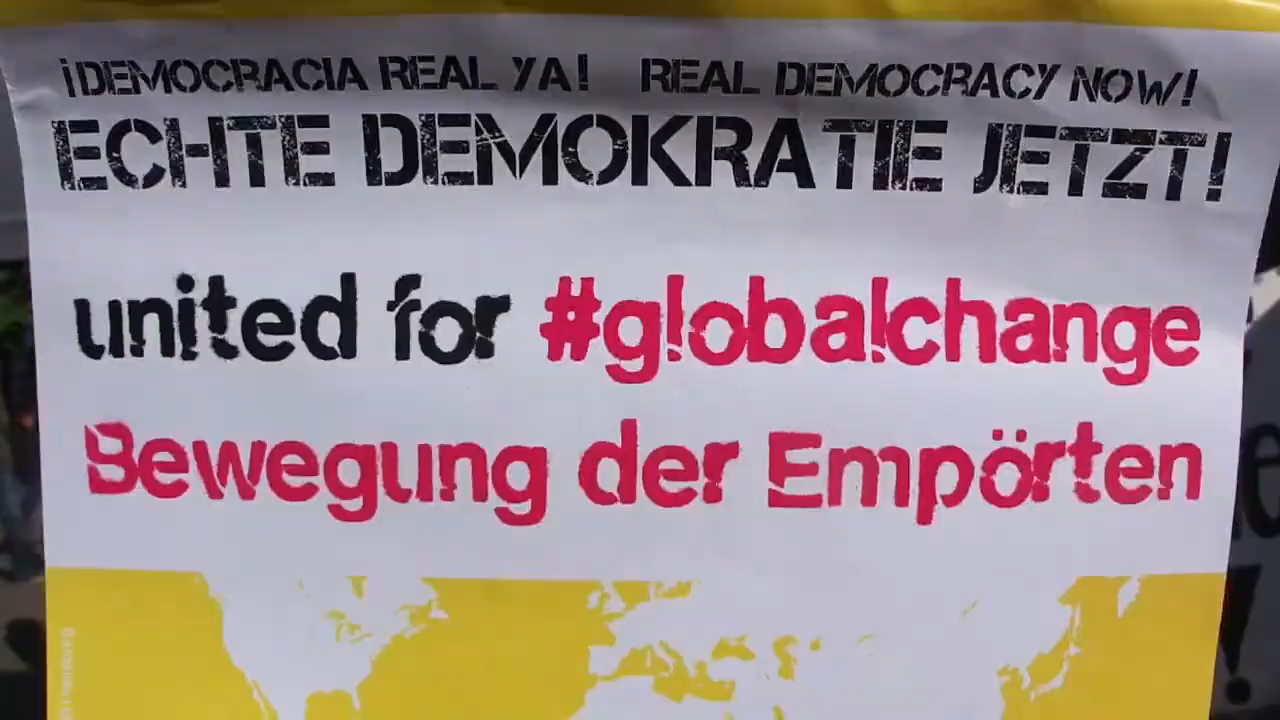 ¡DEMOCRACIA REAL YA! REAL DEMOCRACY NOW!
ECHTE DEMOKRATIE JETZT!
united for #globalchange
Bewegung der Empörten